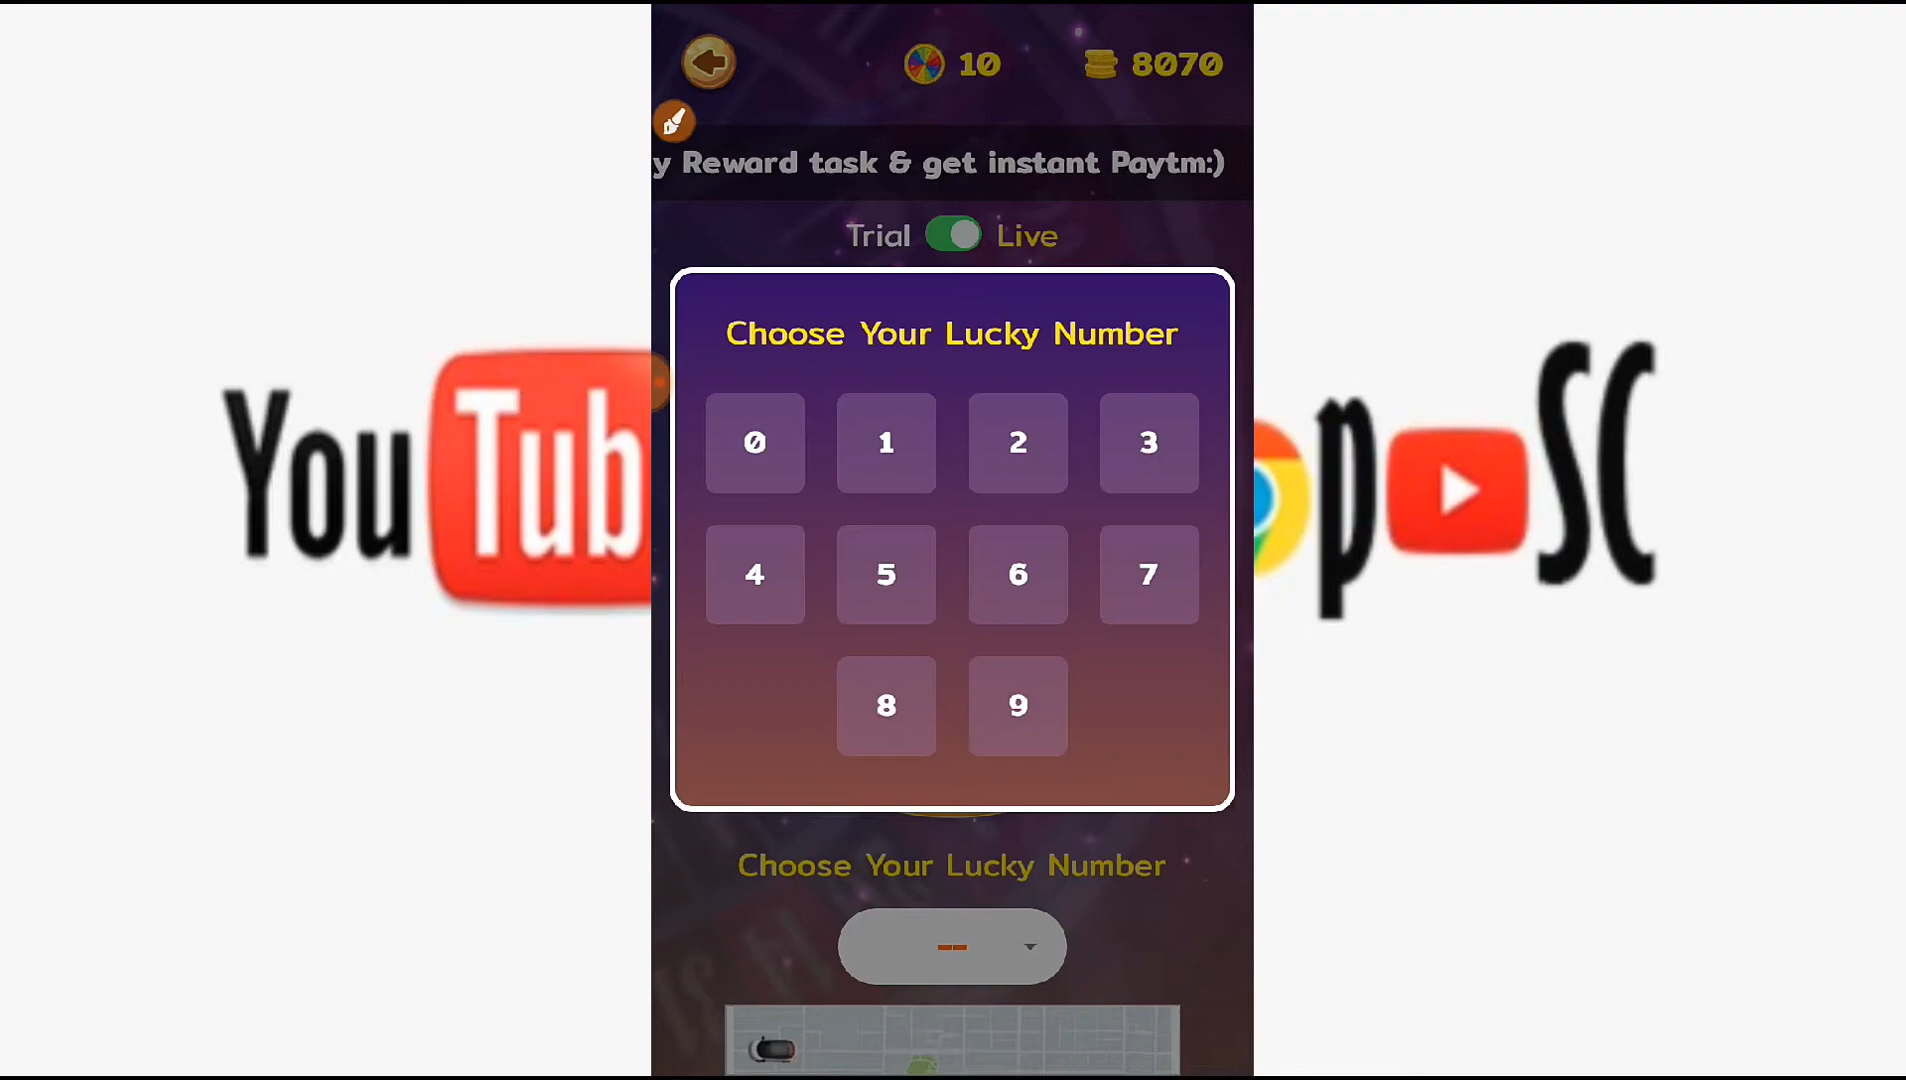 10 8070
y Reward task & get instant Paytm:)
Trial Live
Choose Your Lucky Number
0 1 2 3
4 5 6 7
8 9
YouTub
pSC
Choose Your Lucky Number
--